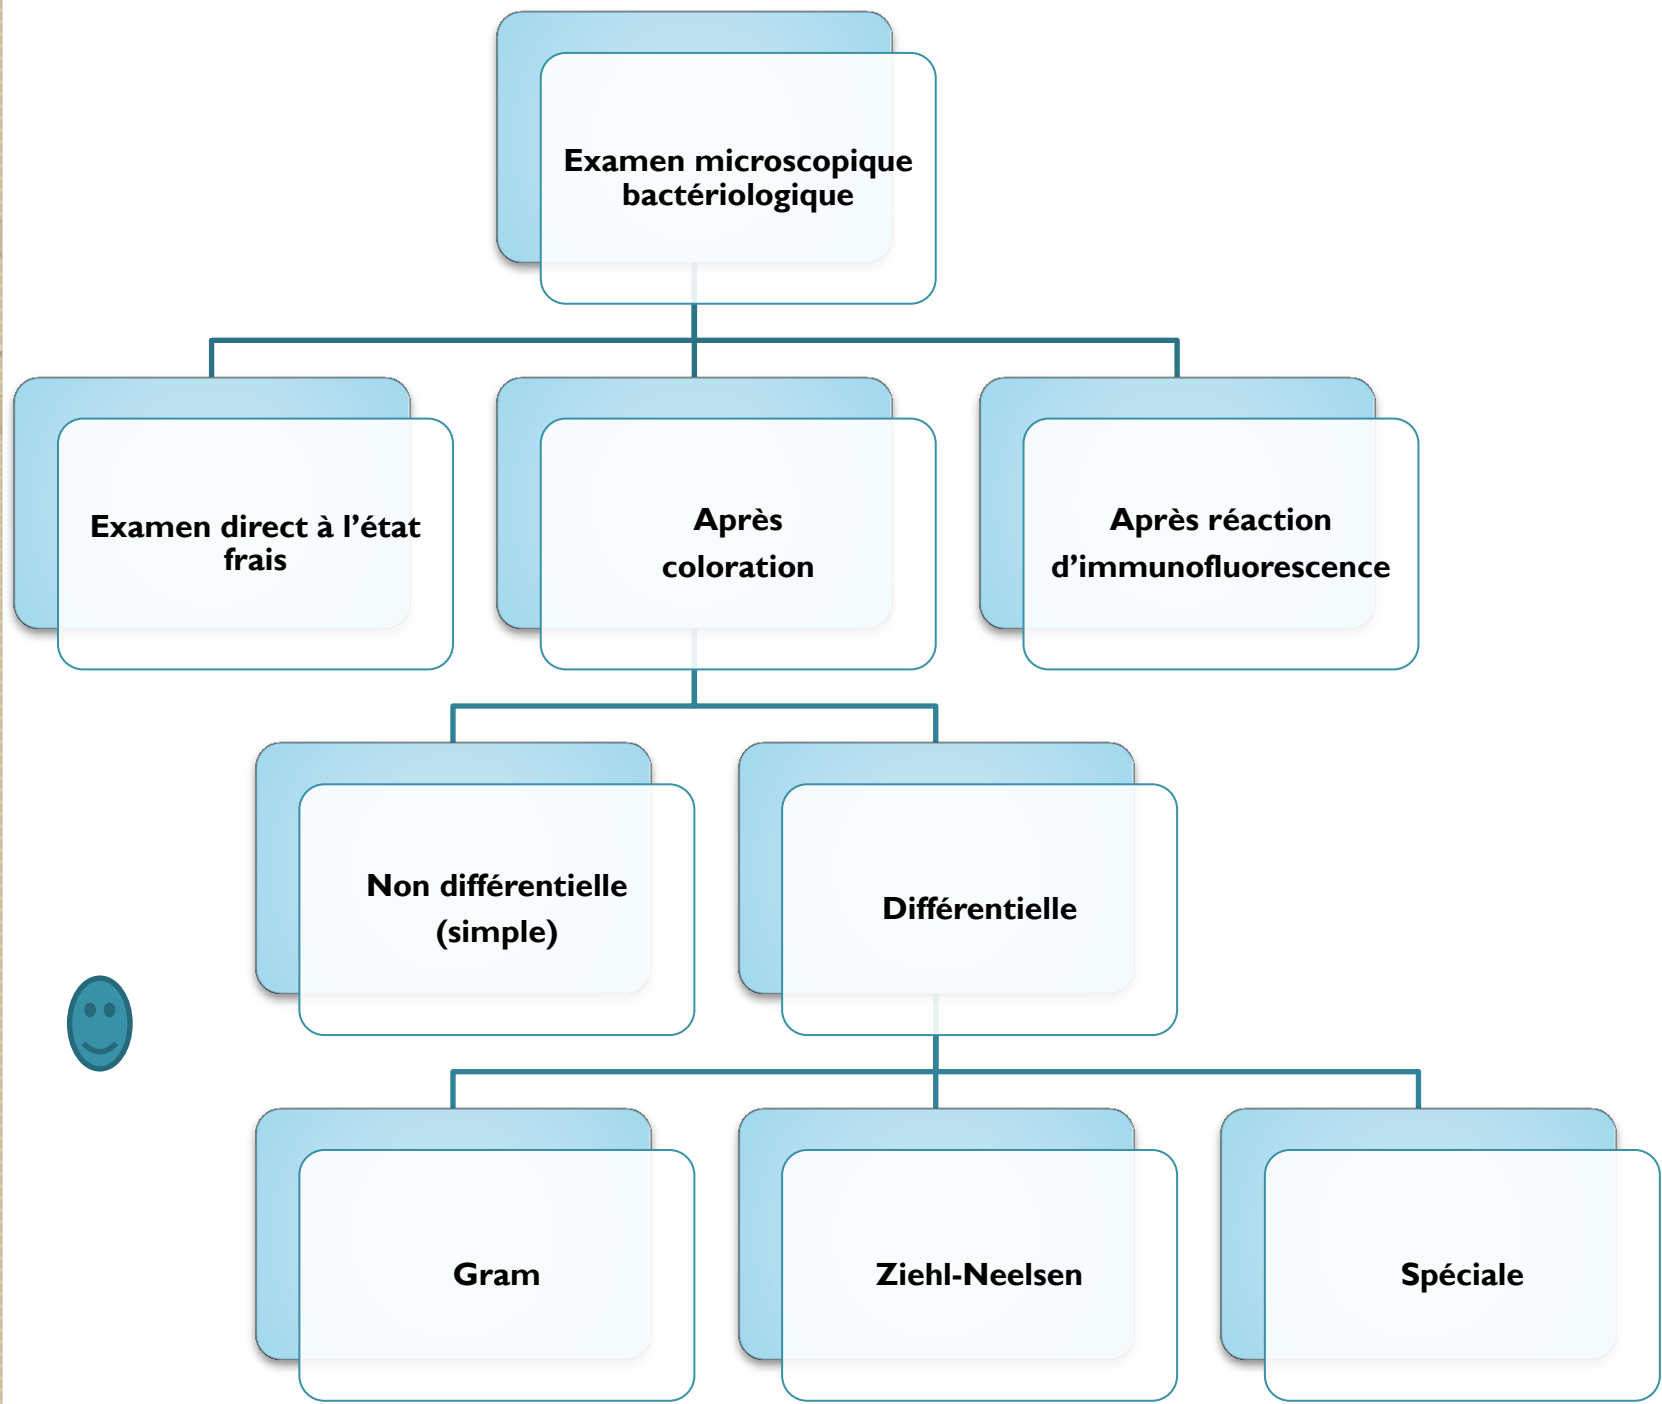 Examen microscopique
bactériologique
Examen direct à l’état
frais
Après
coloration
Après réaction
d’immunofluorescence
Non différentielle
(simple)
Différentielle
Gram
Ziehl-Neelsen
Spéciale